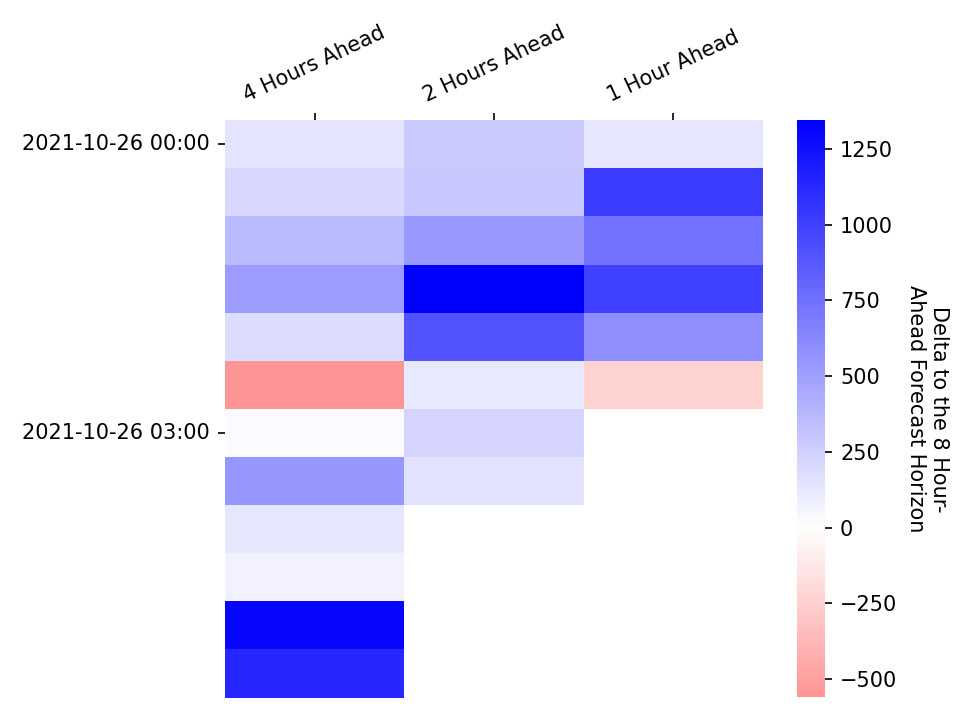 4 Hours Ahead
2 Hours Ahead
1 Hour Ahead
2021-10-26 00:00
2021-10-26 03:00
1250
1000
750
500
250
0
−250
−500
Delta to the 8 Hour-
Ahead Forecast Horizon